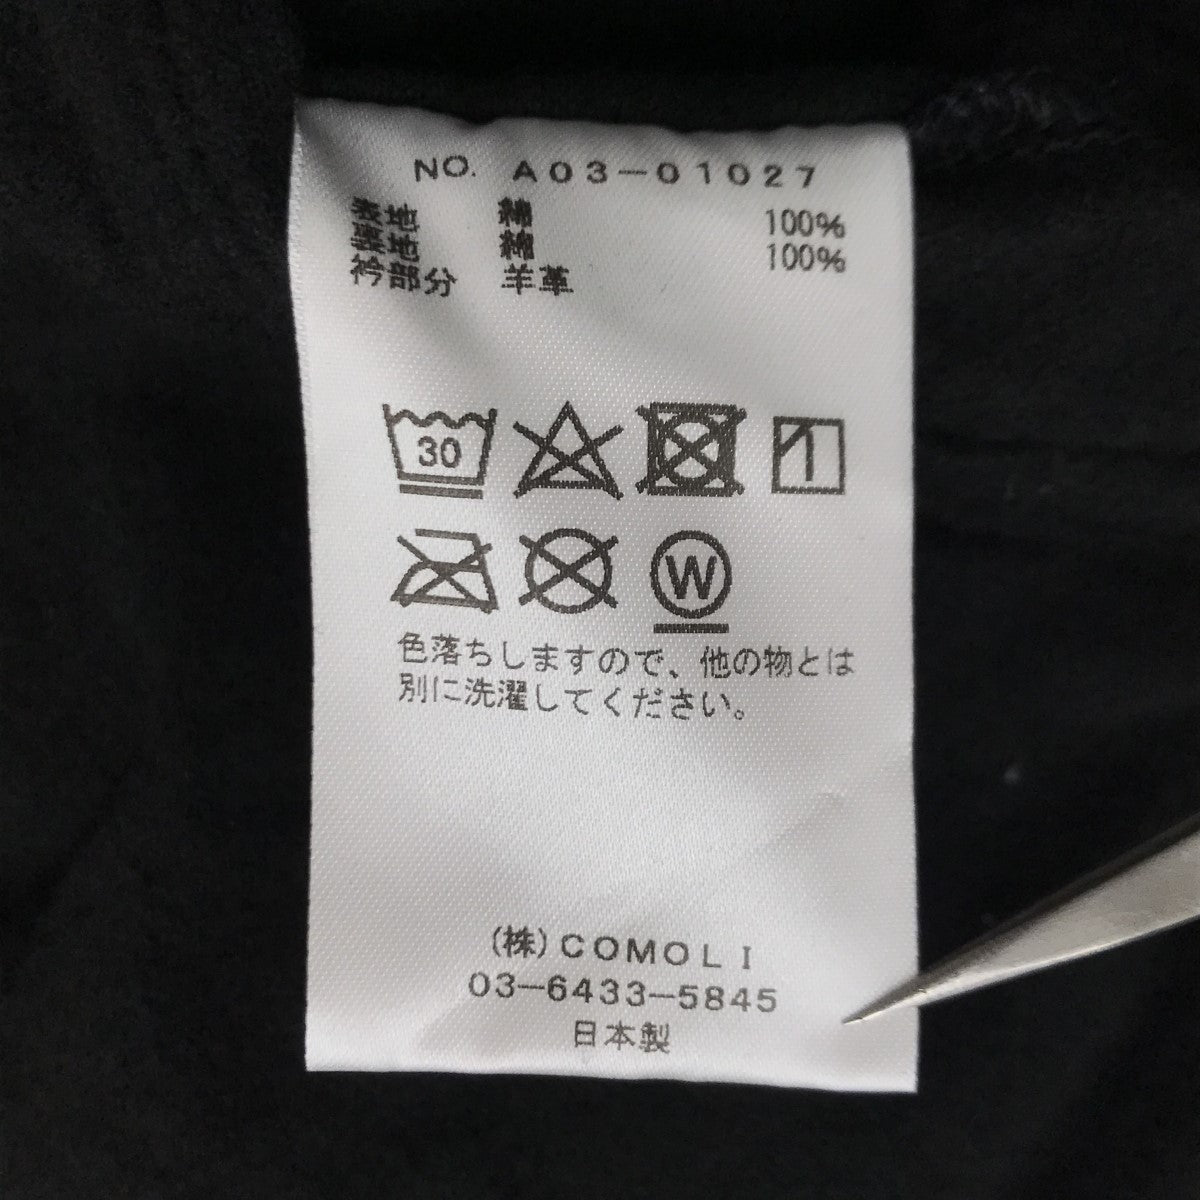 NO. A03-01027
表地 綿 100%
裏地 綿 100%
衿部分 羊革
30
W
色落ちしますので、他の物とは
別に洗濯してください。
(株)COMOLI
03-6433-5845
日本製